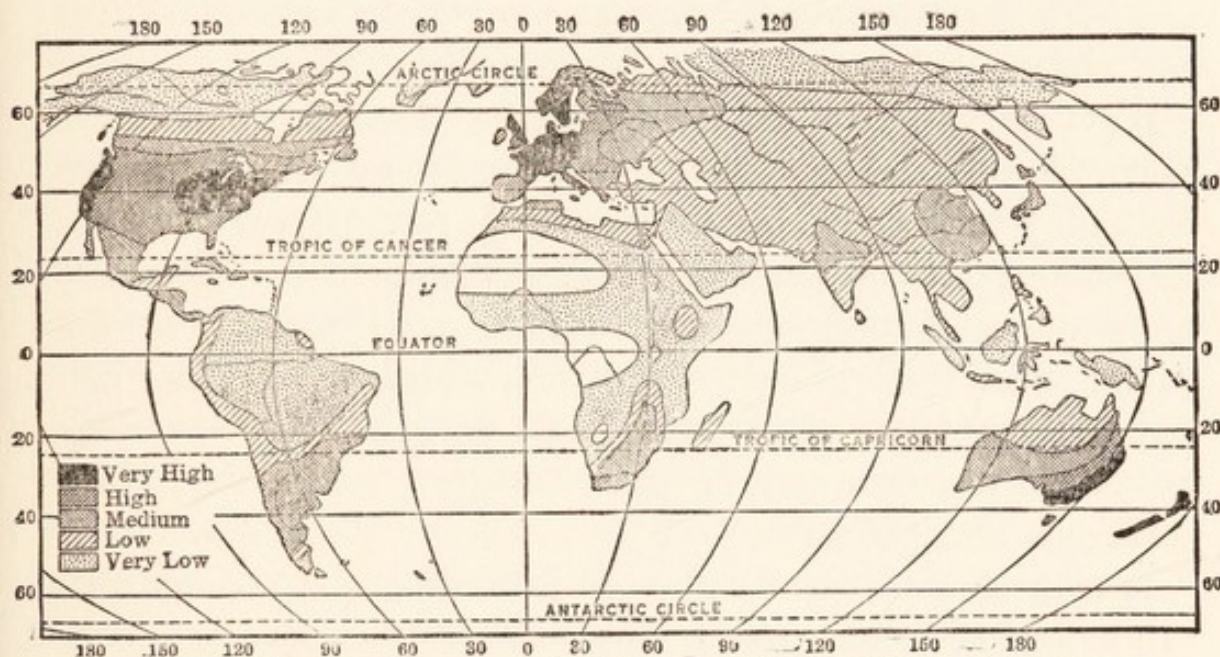 180 150 120 90 60 30 0 30 60 90 120 150 180
ARCTIC CIRCLE
60 60
40 40
TROPIC OF CANCER
20 20
EQUATOR
0 0
20 20
TROPIC OF CAPRICORN
Very High
High
Medium
Low
Very Low
40 40
60 60
ANTARCTIC CIRCLE
180 150 120 90 60 30 0 30 60 90 120 150 180